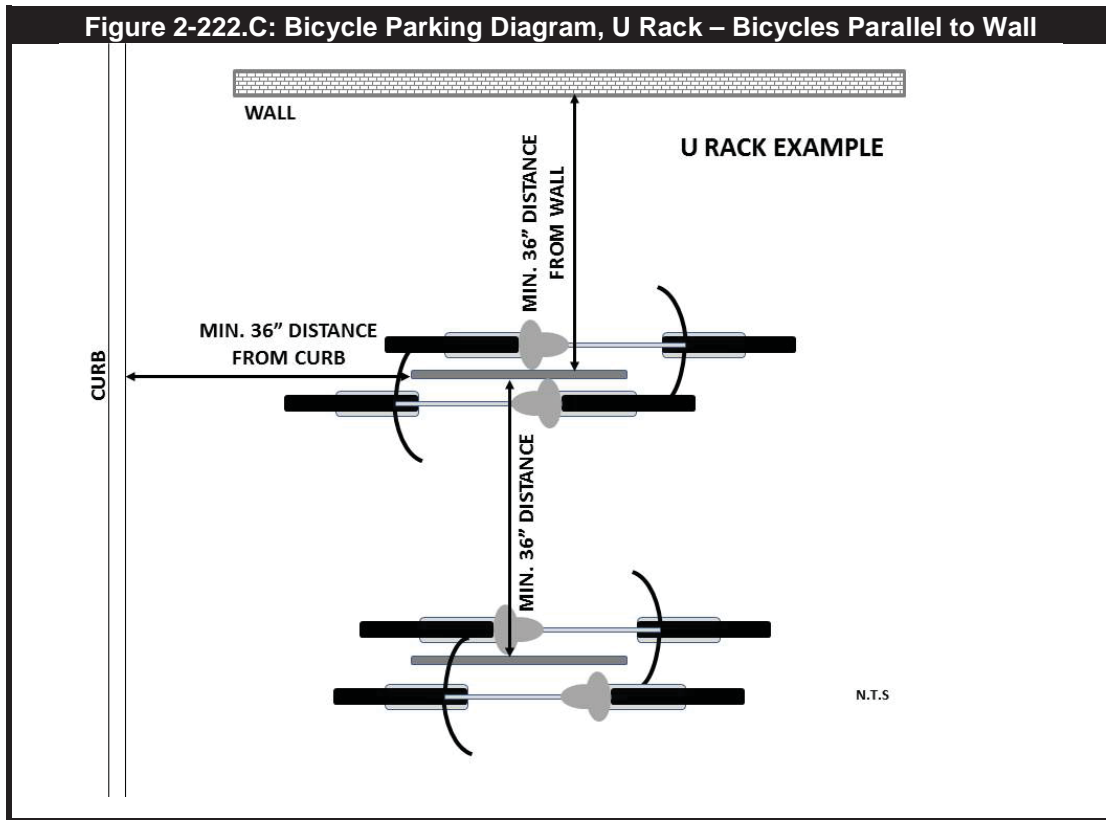 Figure 2-222.C: Bicycle Parking Diagram, U Rack – Bicycles Parallel to Wall
WALL
U RACK EXAMPLE
MIN. 36” DISTANCE
FROM WALL
MIN. 36” DISTANCE
FROM CURB
CURB
MIN. 36” DISTANCE
N.T.S